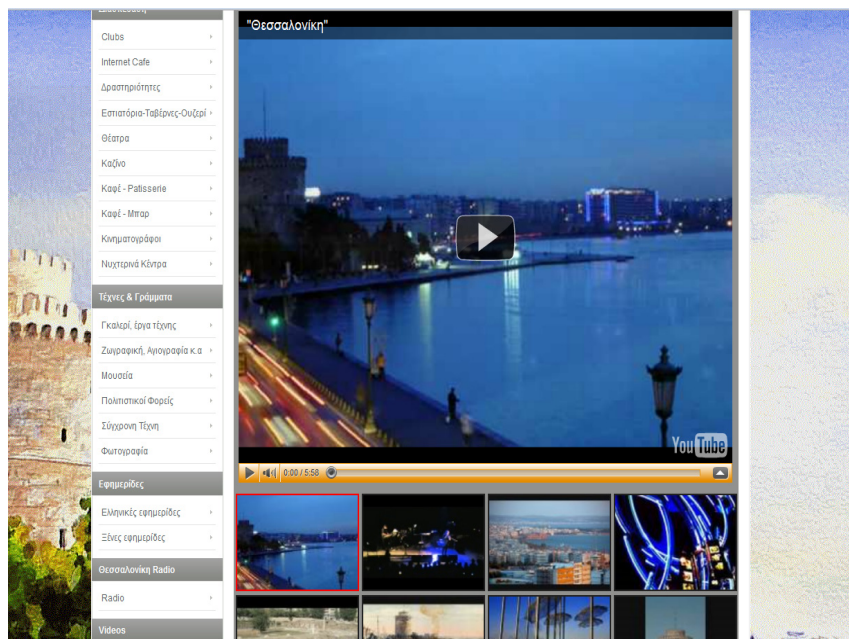 Clubs
Internet Cafe
Δραστηριότητες
Εστιατόρια-Ταβέρνες-Ουζερί
Θέατρα
Καζίνο
Καφέ - Patisserie
Καφέ - Μπαρ
Κινηματογράφοι
Νυχτερινά Κέντρα
Τέχνες & Γράμματα
Γκαλερί, έργα τέχνης
Ζωγραφική, Αγιογραφία κ.α
Μουσεία
Πολιτιστικοί Φορείς
Σύγχρονη Τέχνη
Φωτογραφία
Εφημερίδες
Ελληνικές εφημερίδες
Ξένες εφημερίδες
Θεσσαλονίκη Radio
Radio
Videos
"Θεσσαλονίκη"
YouTube
0:00 / 5:58